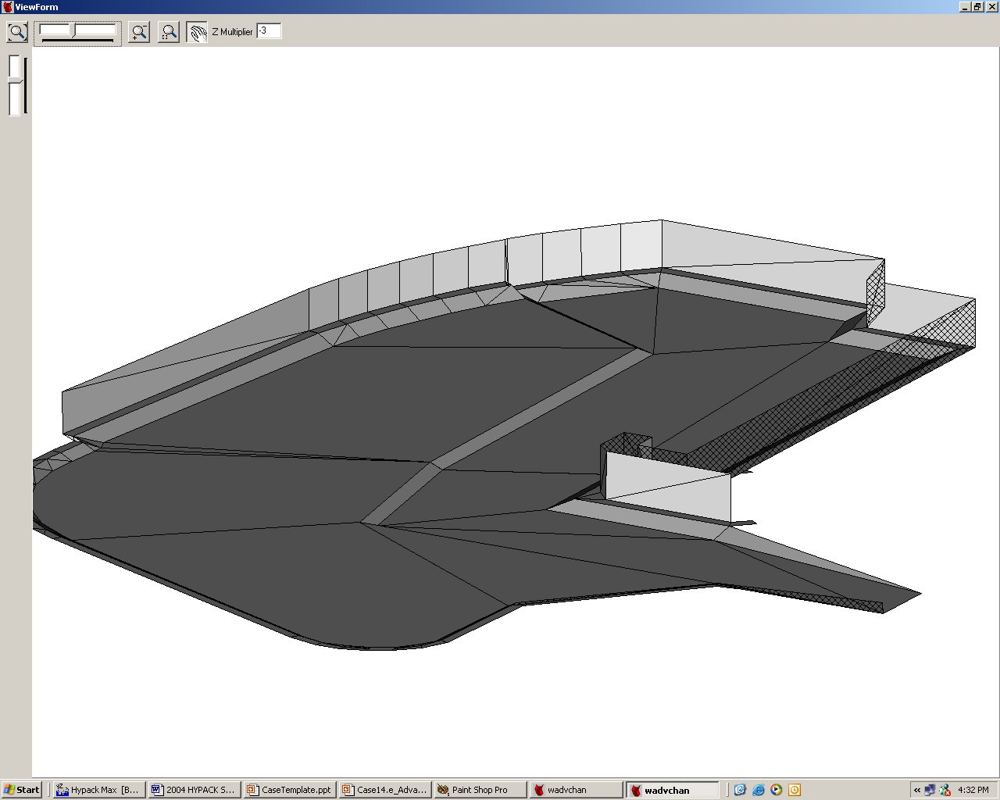 ViewForm
Z Multiplier -3
Start Hypack Max [B... 2004 HYPACK S... CaseTemplate.ppt Case14.e_Adva... Paint Shop Pro wadvchan wadvchan « 4:32 PM